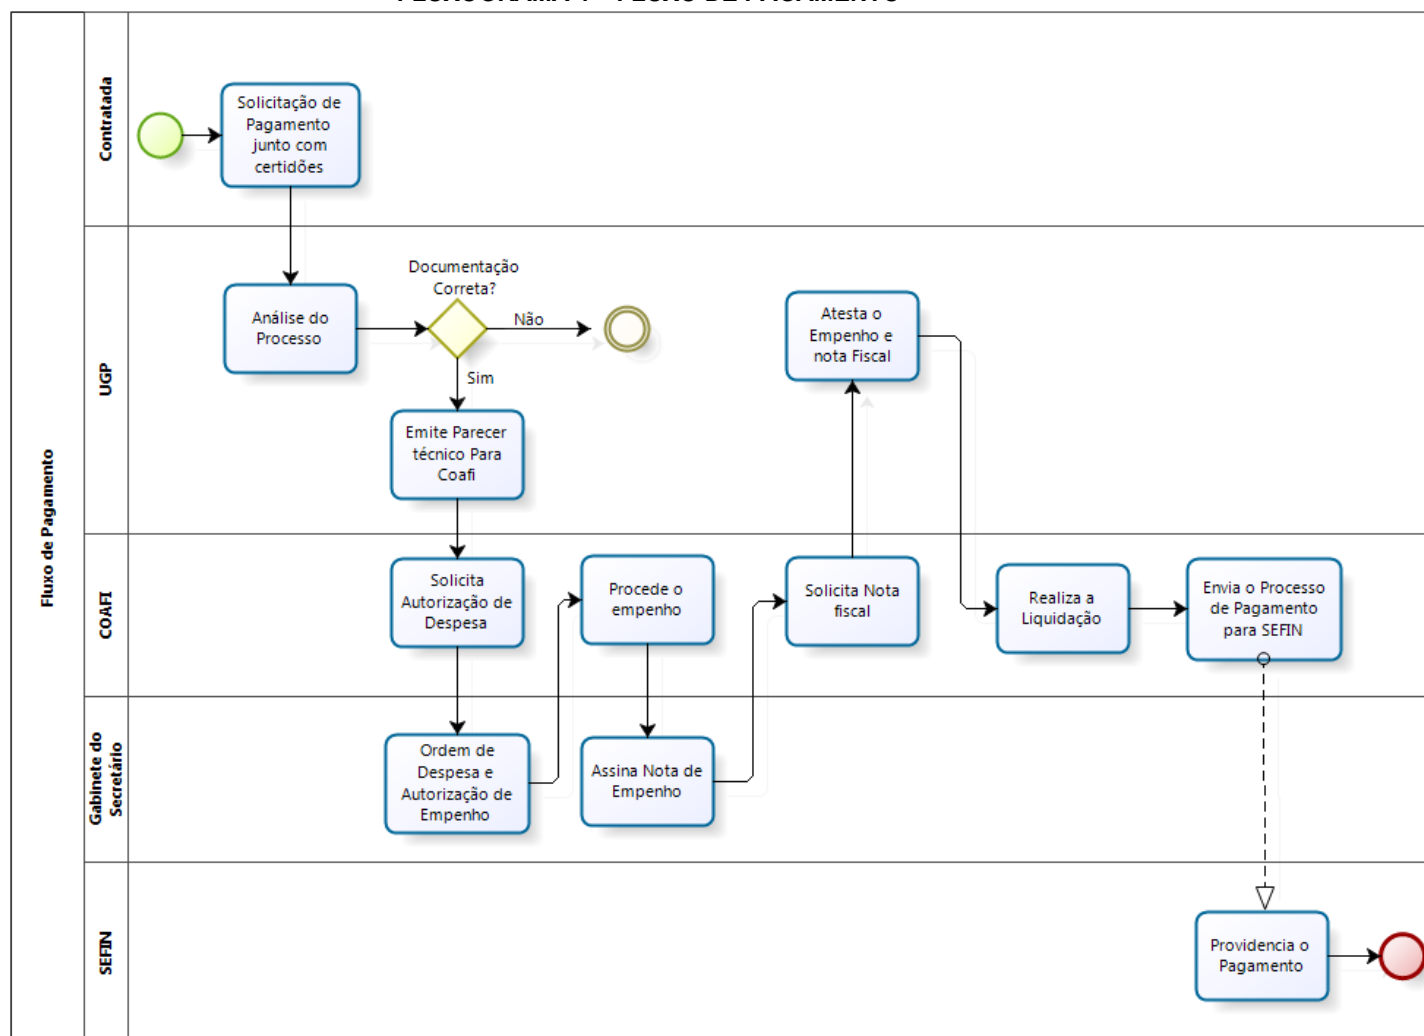 Fluxo de Pagamento
Contratada
Solicitação de
Pagamento
junto com
certidões
UGP
Análise do
Processo
Documentação
Correta?
Não
Sim
Emite Parecer
técnico Para
Coafi
Atesta o
Empenho e
nota Fiscal
COAFI
Solicita
Autorização de
Despesa
Procede o
empenho
Solicita Nota
fiscal
Realiza a
Liquidação
Envia o Processo
de Pagamento
para SEFIN
Gabinete do
Secretário
Ordem de
Despesa e
Autorização de
Empenho
Assina Nota de
Empenho
SEFIN
Providencia o
Pagamento